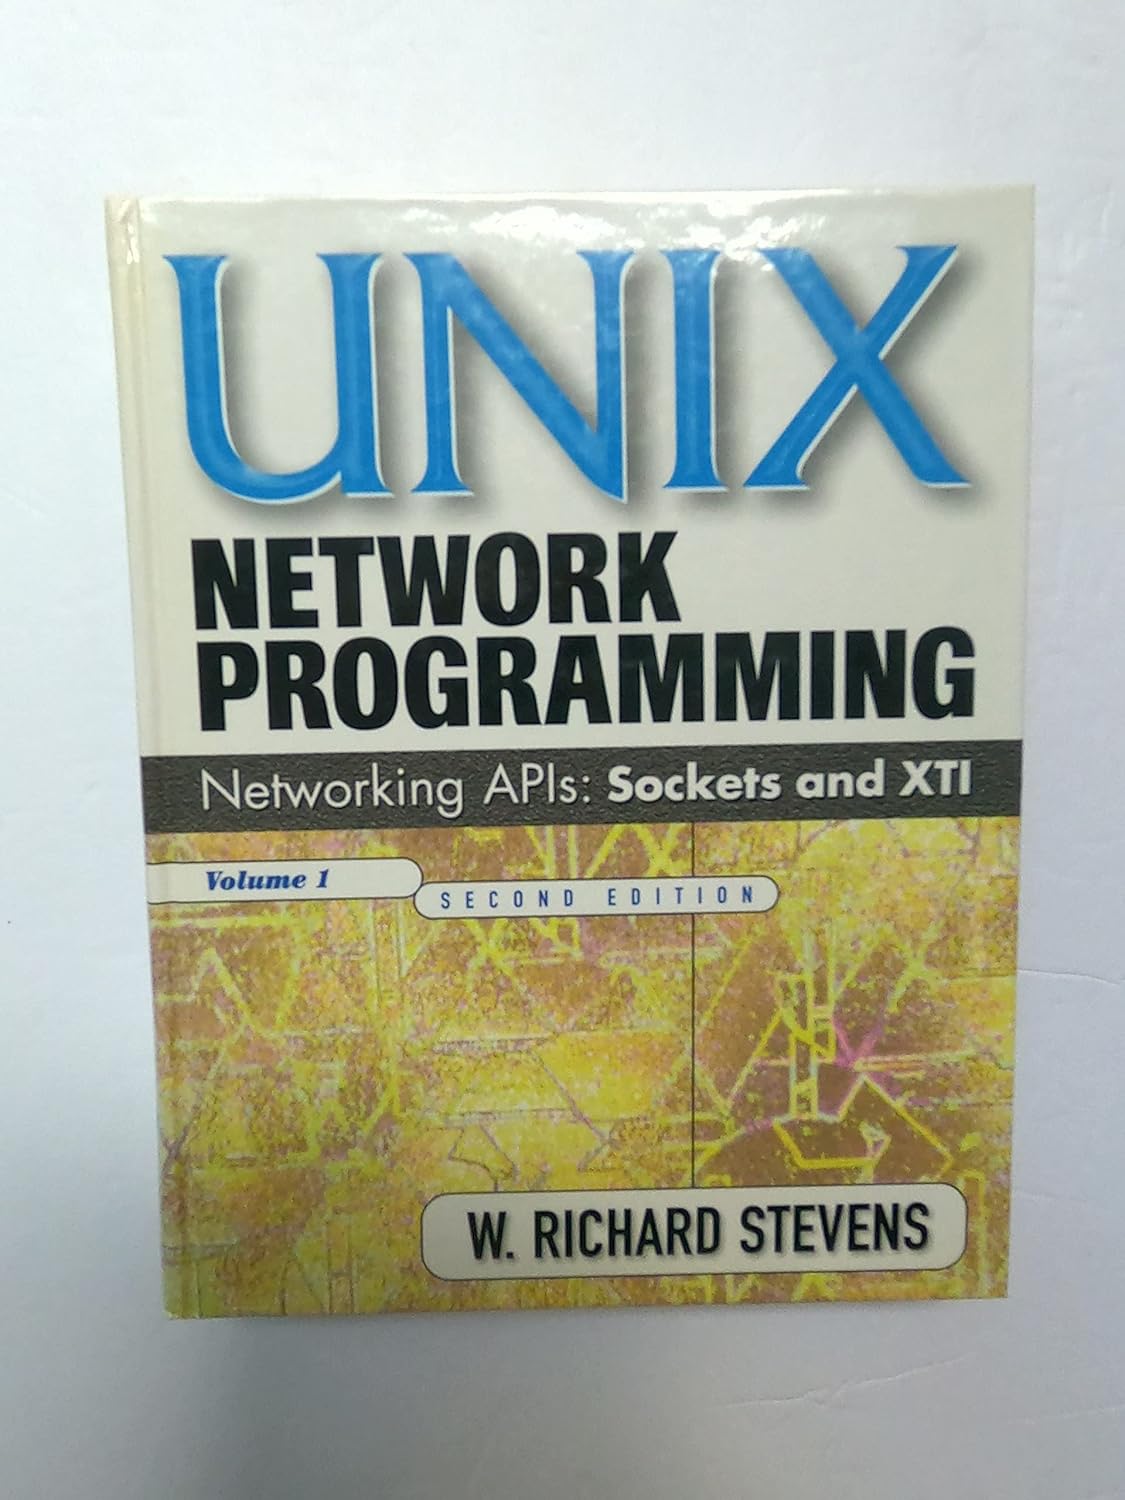 UNIX
NETWORK
PROGRAMMING
Networking APIs: Sockets and XTI
Volume 1
SECOND EDITION
W. RICHARD STEVENS